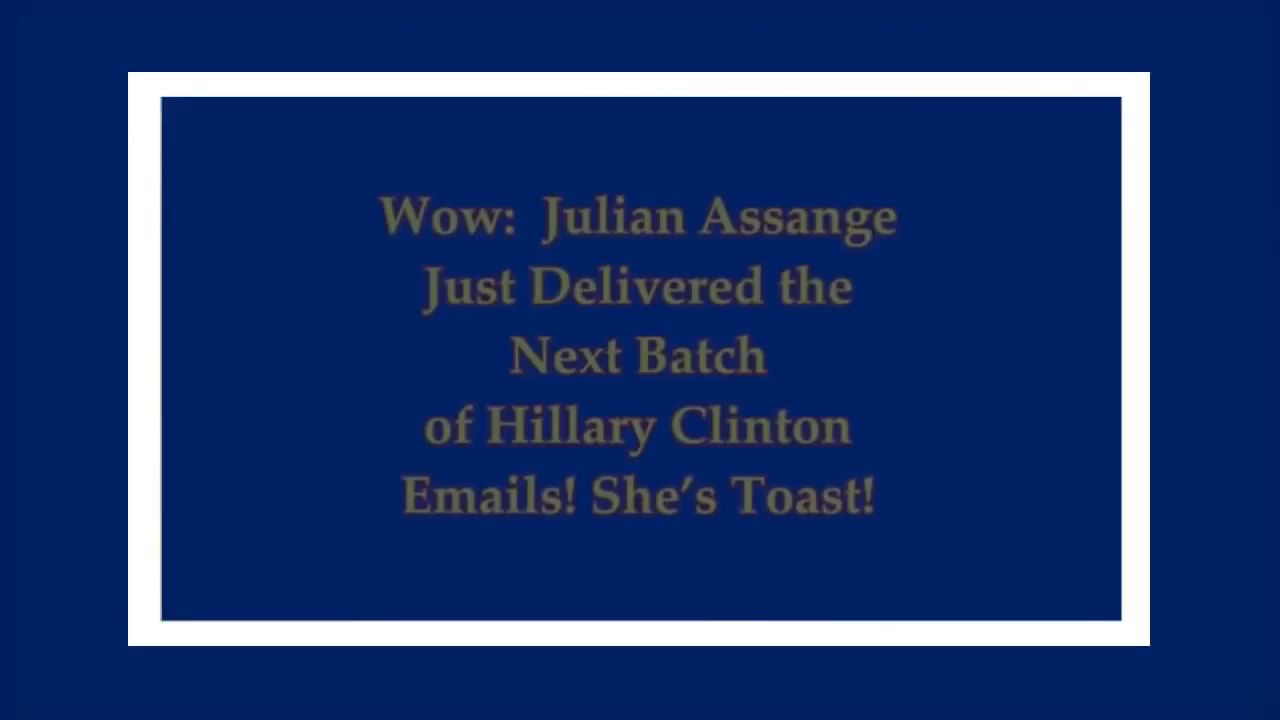 Wow:  Julian Assange
Just Delivered the
Next Batch
of Hillary Clinton
Emails! She’s Toast!